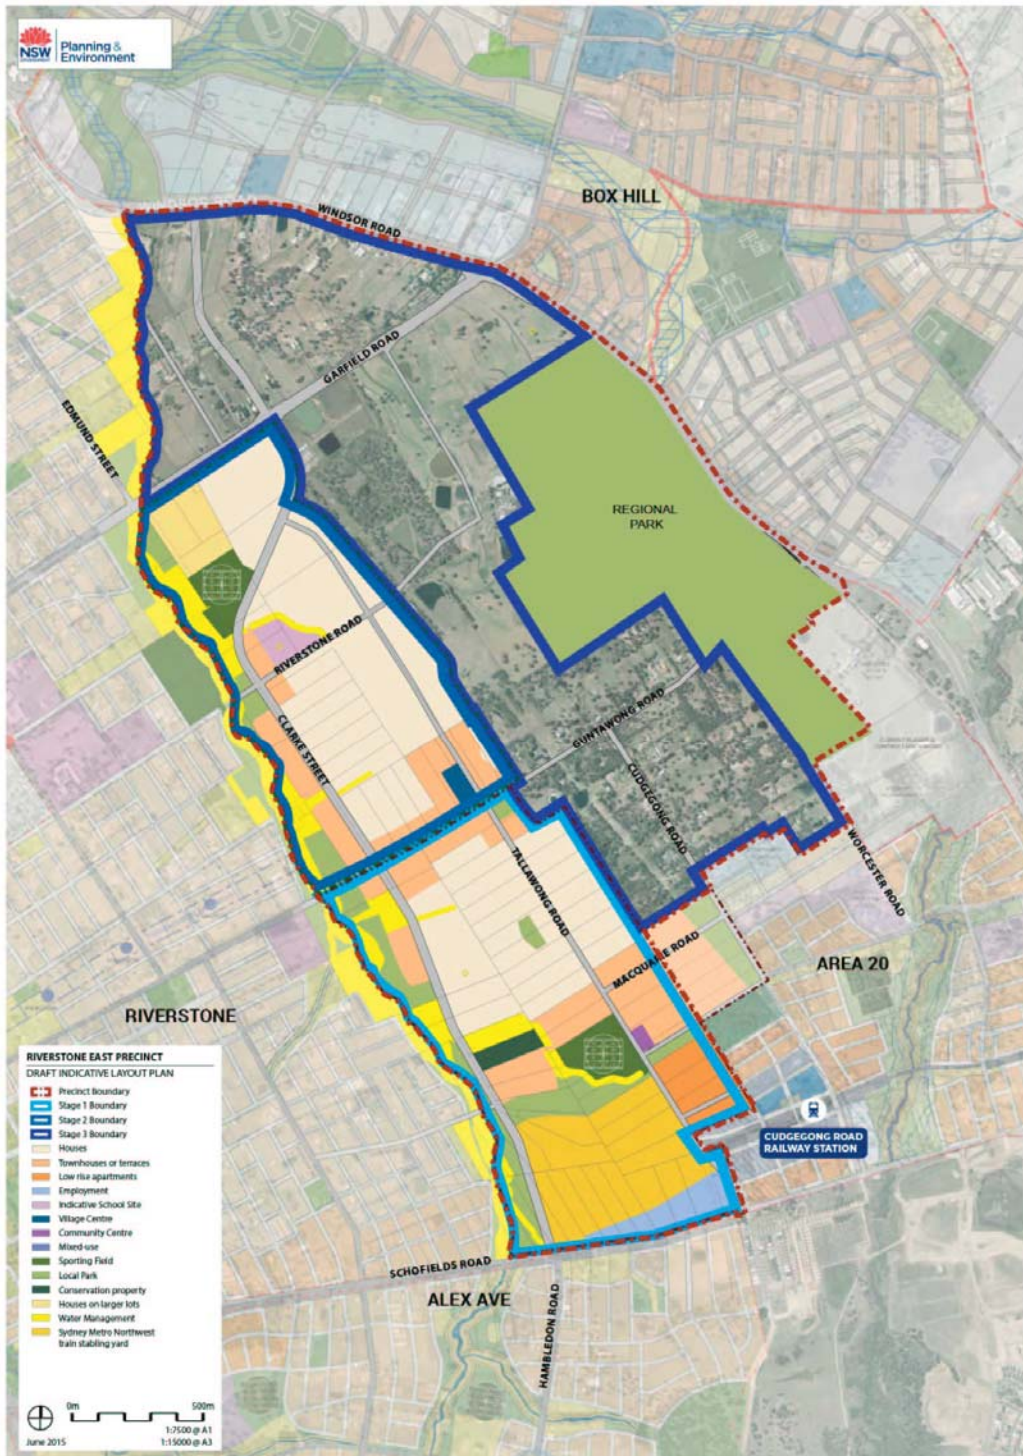 NSW
GOVERNMENT
Planning &
Environment
BOX HILL
WINDSOR ROAD
GARFIELD ROAD
EDMUND STREET
REGIONAL
PARK
RIVERSTONE ROAD
GUNTAWONG ROAD
CLARKE STREET
CUDGEGONG ROAD
TALLAWONG ROAD
WORCESTER ROAD
MACQUARIE ROAD
AREA 20
RIVERSTONE
CUDGEGONG ROAD
RAILWAY STATION
SCHOFIELDS ROAD
ALEX AVE
HAMBLEDON ROAD
RIVERSTONE EAST PRECINCT
DRAFT INDICATIVE LAYOUT PLAN
Precinct Boundary
Stage 1 Boundary
Stage 2 Boundary
Stage 3 Boundary
Houses
Townhouses or terraces
Low rise apartments
Employment
Indicative School Site
Village Centre
Community Centre
Mixed-use
Sporting Field
Local Park
Conservation property
Houses on larger lots
Water Management
Sydney Metro Northwest
train stabling yard
0m 500m
1:7500 @ A1
June 2015 1:15000 @ A3